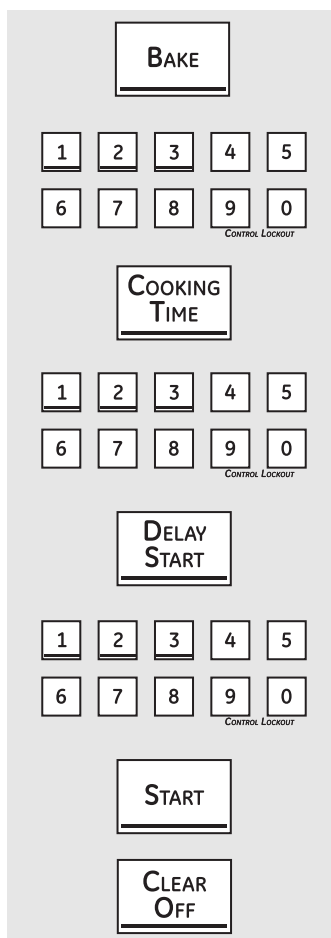 BAKE
1 2 3 4 5
6 7 8 9 0
CONTROL LOCKOUT
COOKING
TIME
1 2 3 4 5
6 7 8 9 0
CONTROL LOCKOUT
DELAY
START
1 2 3 4 5
6 7 8 9 0
CONTROL LOCKOUT
START
CLEAR
OFF